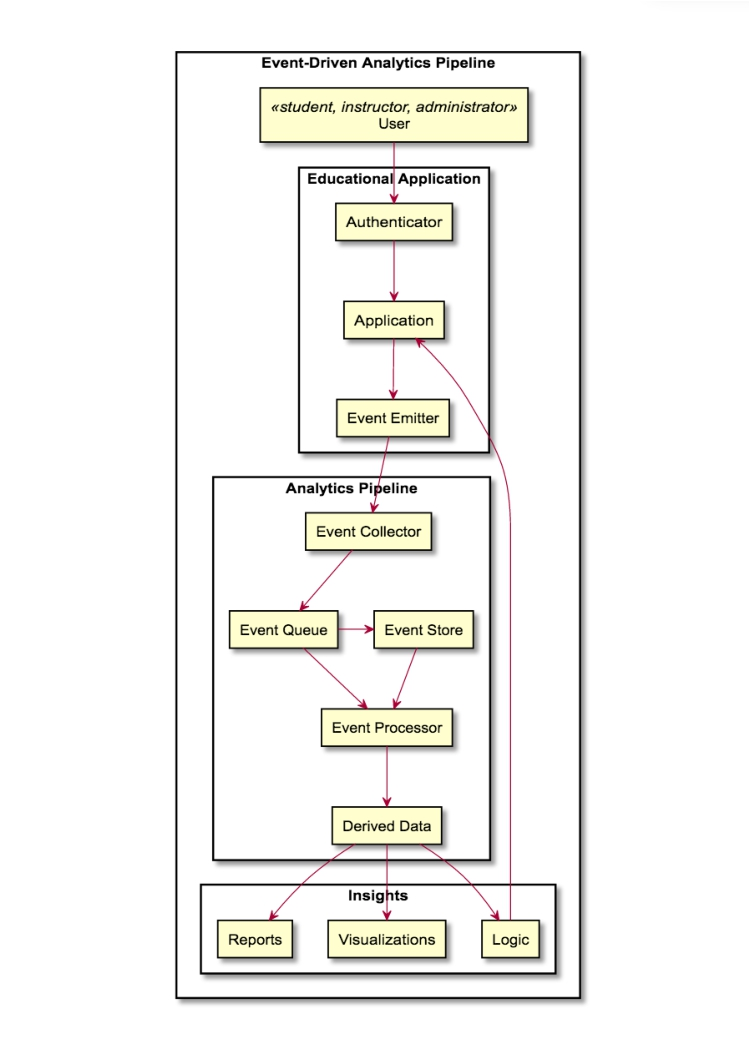 Event-Driven Analytics Pipeline
«student, instructor, administrator»
User
Educational Application
Authenticator
Application
Event Emitter
Analytics Pipeline
Event Collector
Event Queue
Event Store
Event Processor
Derived Data
Insights
Reports
Visualizations
Logic